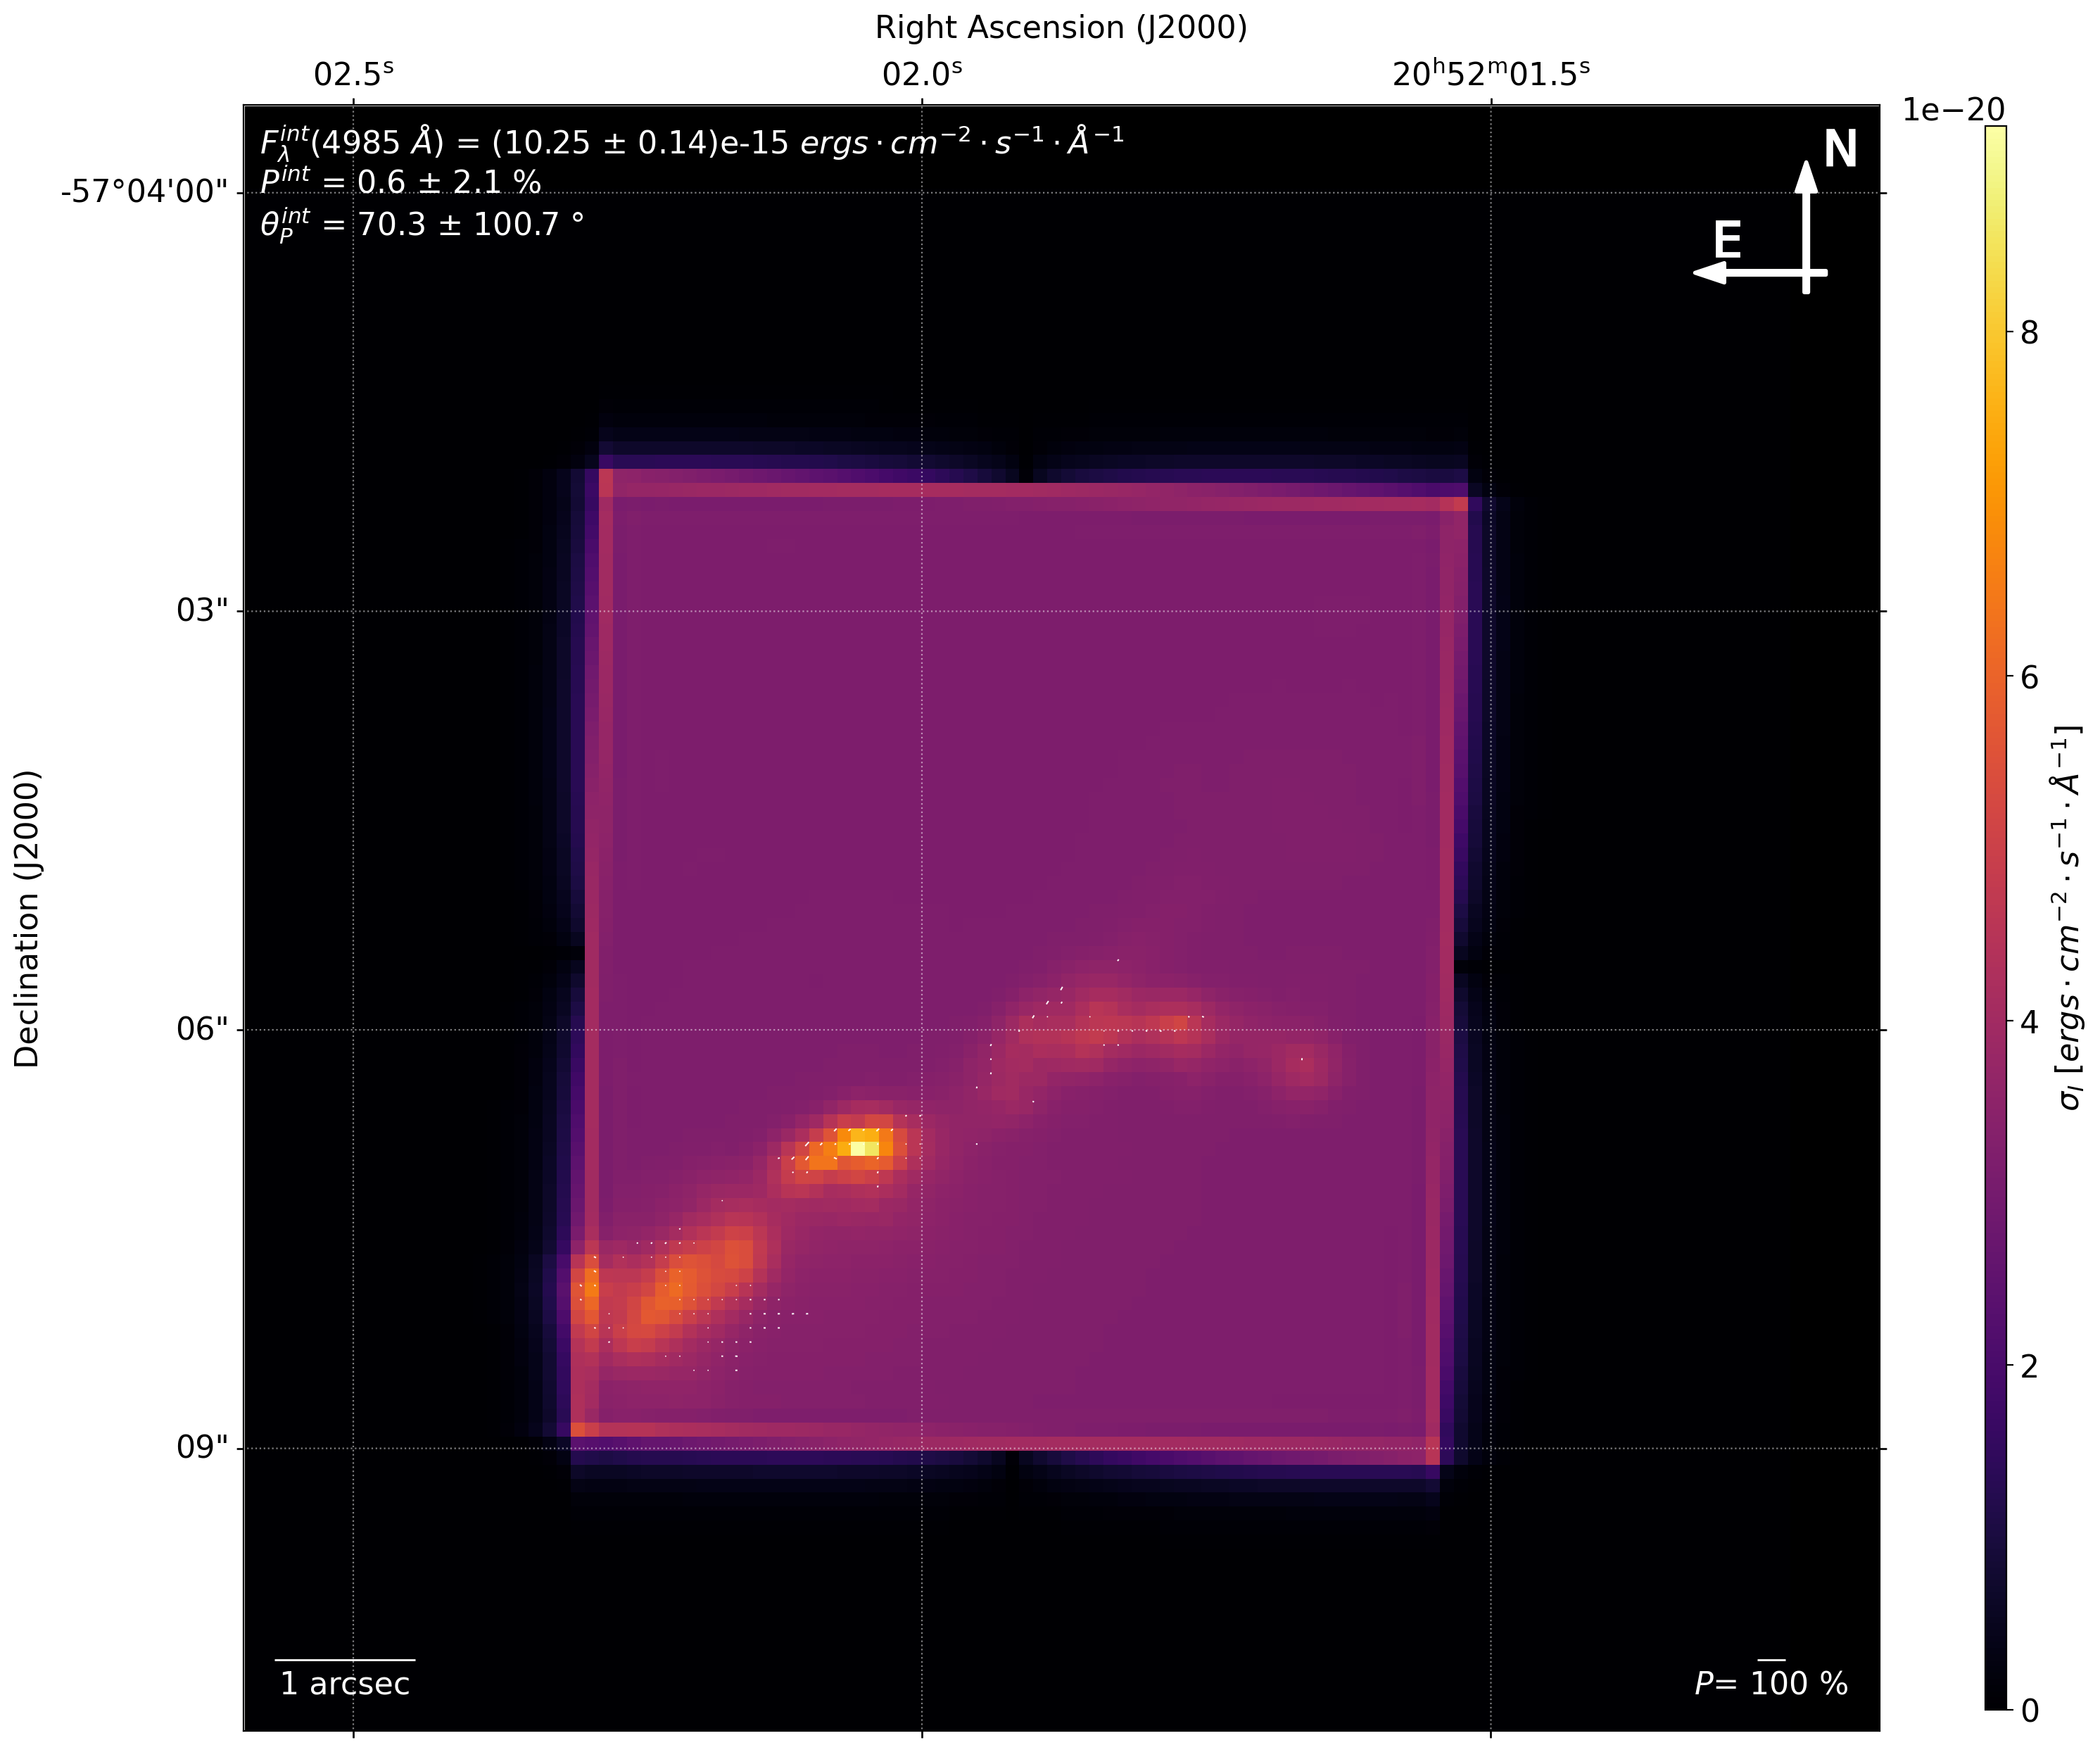 Right Ascension (J2000)
02.5ˢ 02.0ˢ 20ʰ52ᵐ01.5ˢ
1e−20
F_λ^int(4985 Å) = (10.25 ± 0.14)e-15 ergs·cm⁻²·s⁻¹·Å⁻¹
P^int = 0.6 ± 2.1 %
θ_P^int = 70.3 ± 100.7 °
N
E
-57°04'00"
03"
06"
09"
Declination (J2000)
1 arcsec
P= 100 %
8
6
4
2
0
σ_I [ergs·cm⁻²·s⁻¹·Å⁻¹]